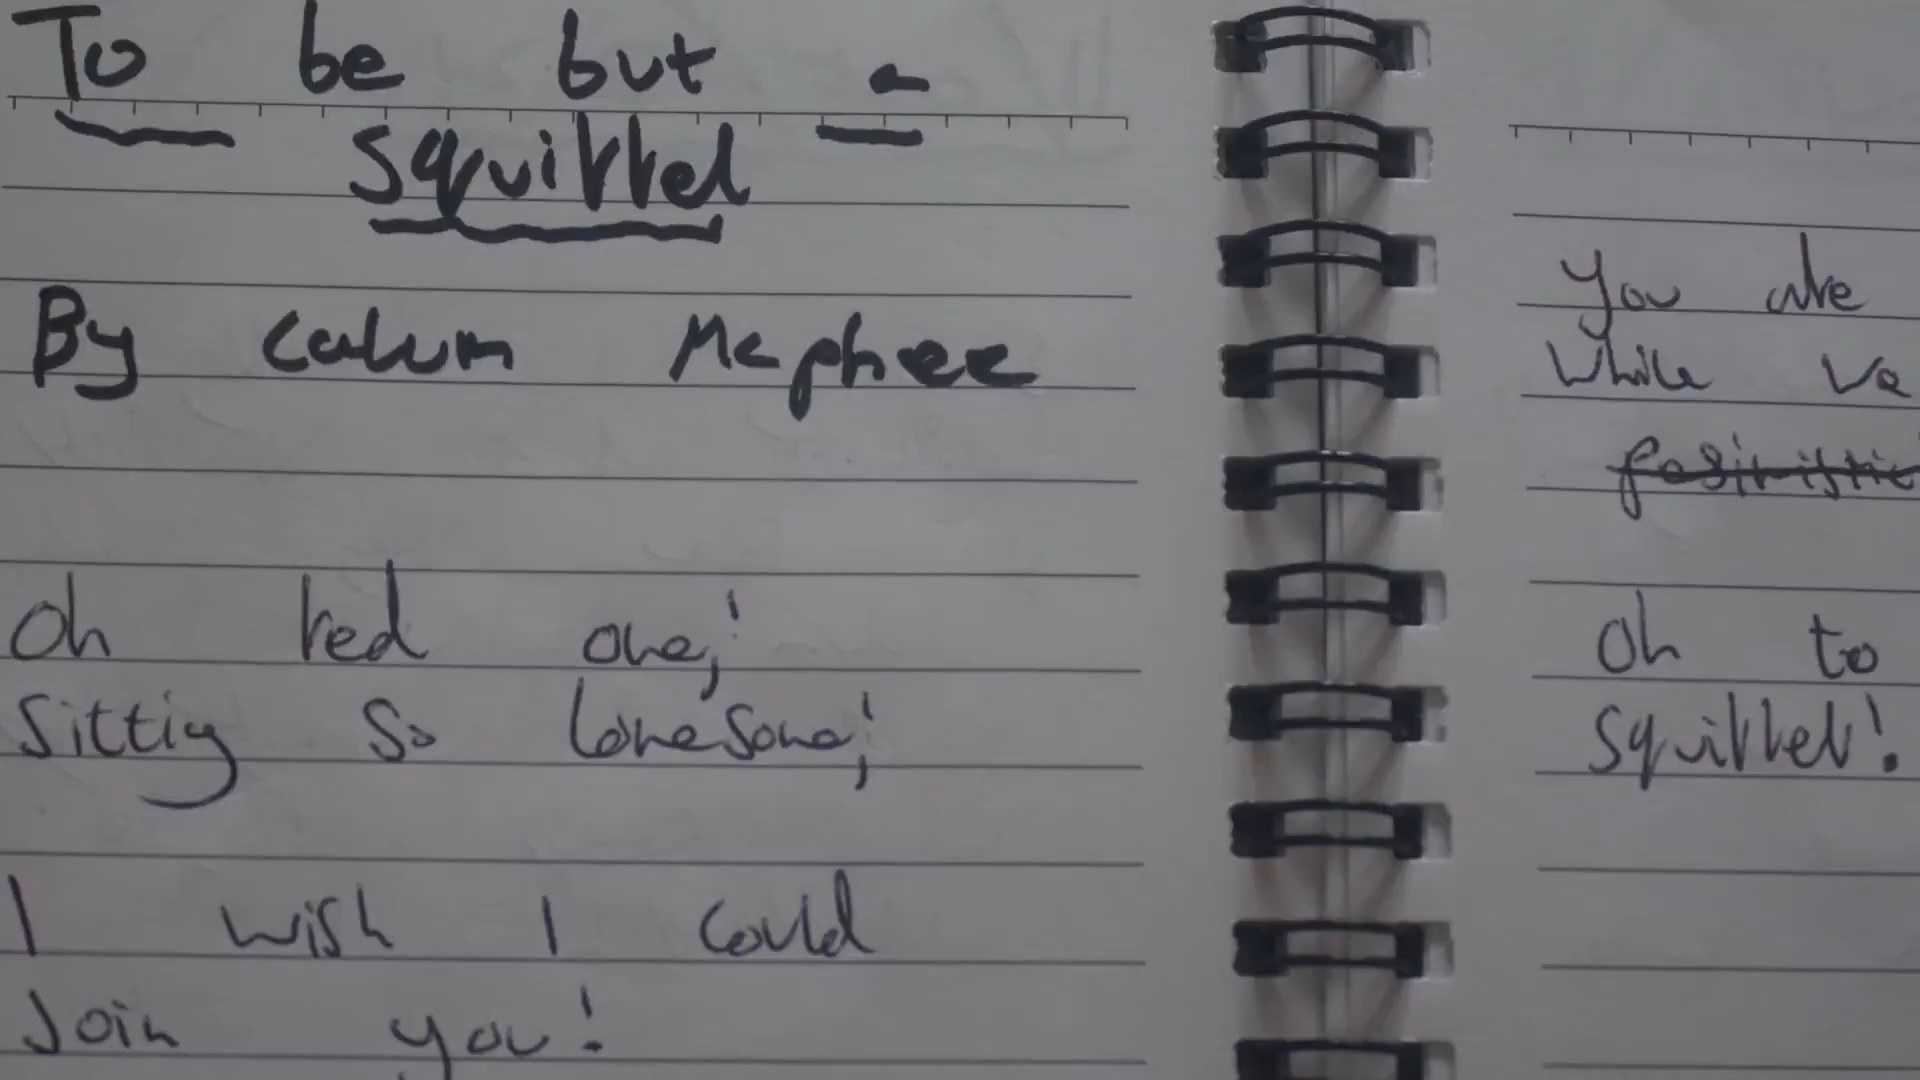 To be but a
squirrel
By Calum Mcphee
Oh red one,!
Sitting so lonesome,!
I wish I could
Join you!
You are
While we
Oh to
Squirrel!